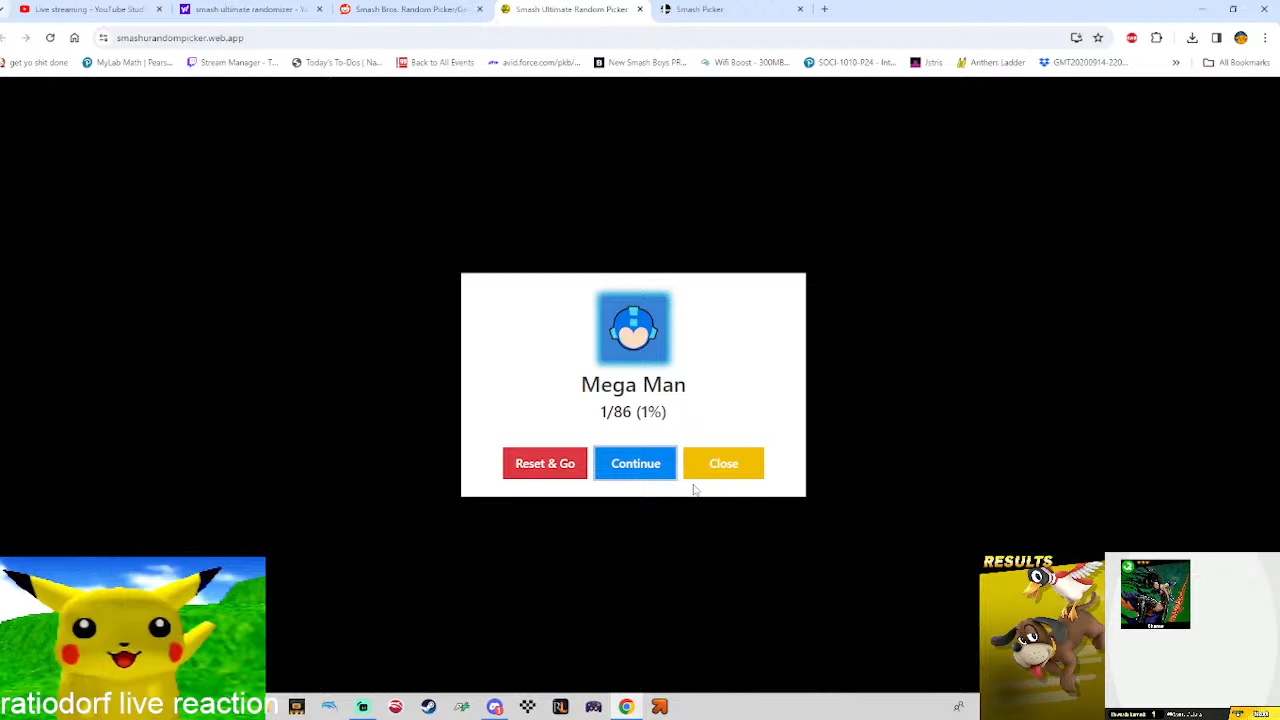 Live streaming - YouTube Studi
smash ultimate randomizer - Y
Smash Bros. Random Picker/Ge
Smash Ultimate Random Picker
Smash Picker
smashurandompicker.web.app
get yo shit done
MyLab Math | Pears...
Stream Manager - T...
Today's To-Dos | Na...
Back to All Events
avid.force.com/pkb/...
New Smash Boys PR...
Wifi Boost - 300MB...
SOCI-1010-P24 - Int...
Jstris
Anthers Ladder
GMT20200914-220...
»
All Bookmarks
Mega Man
1/86 (1%)
Reset & Go
Continue
Close
RESULTS
ratiodorf live reaction